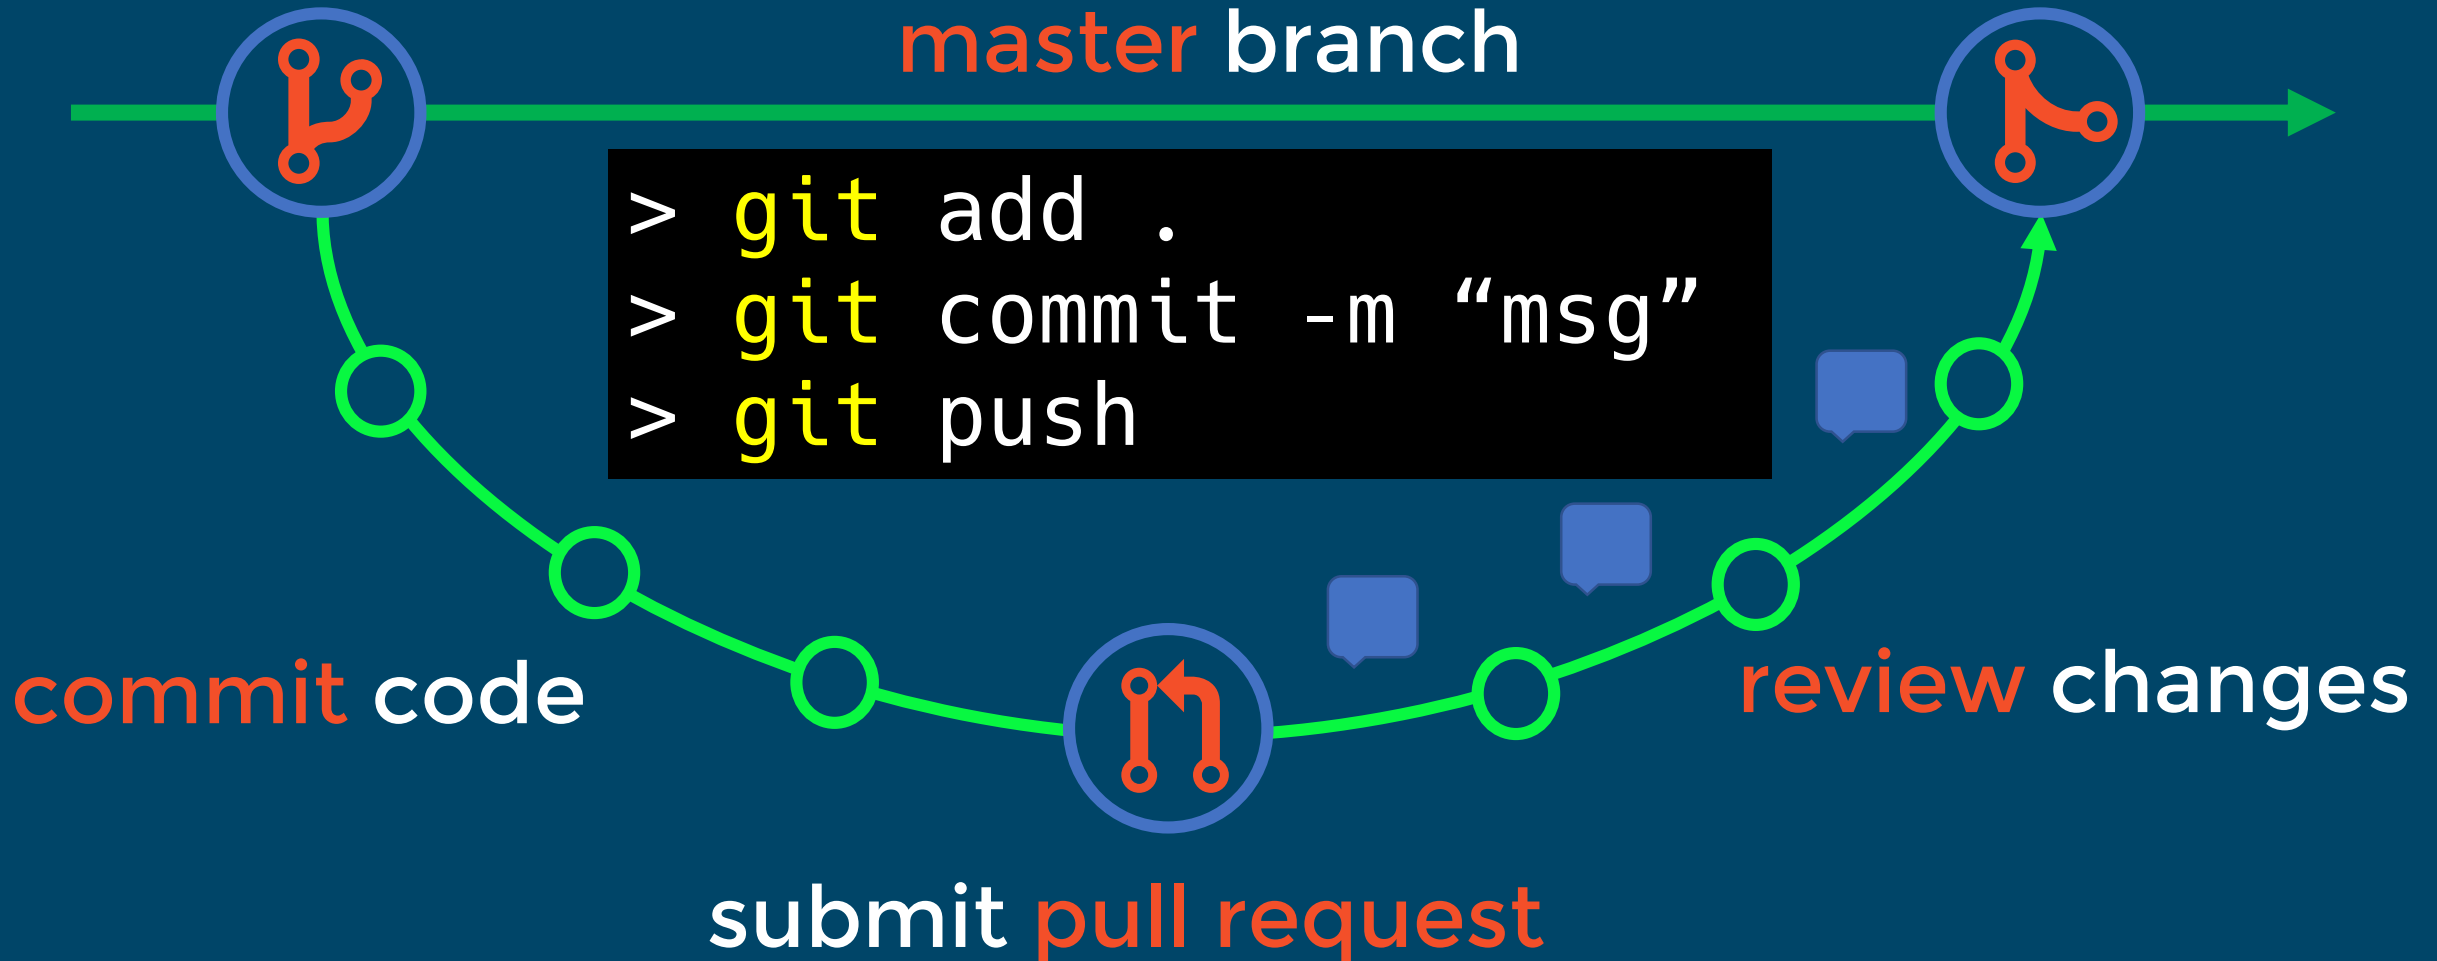 master branch
> git add .
> git commit -m “msg”
> git push
commit code
review changes
submit pull request